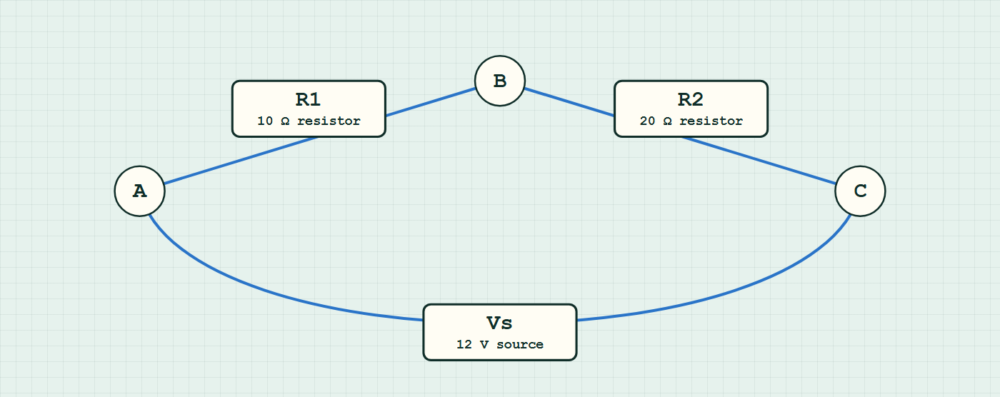 B
R1
10 Ω resistor
R2
20 Ω resistor
A
C
Vs
12 V source